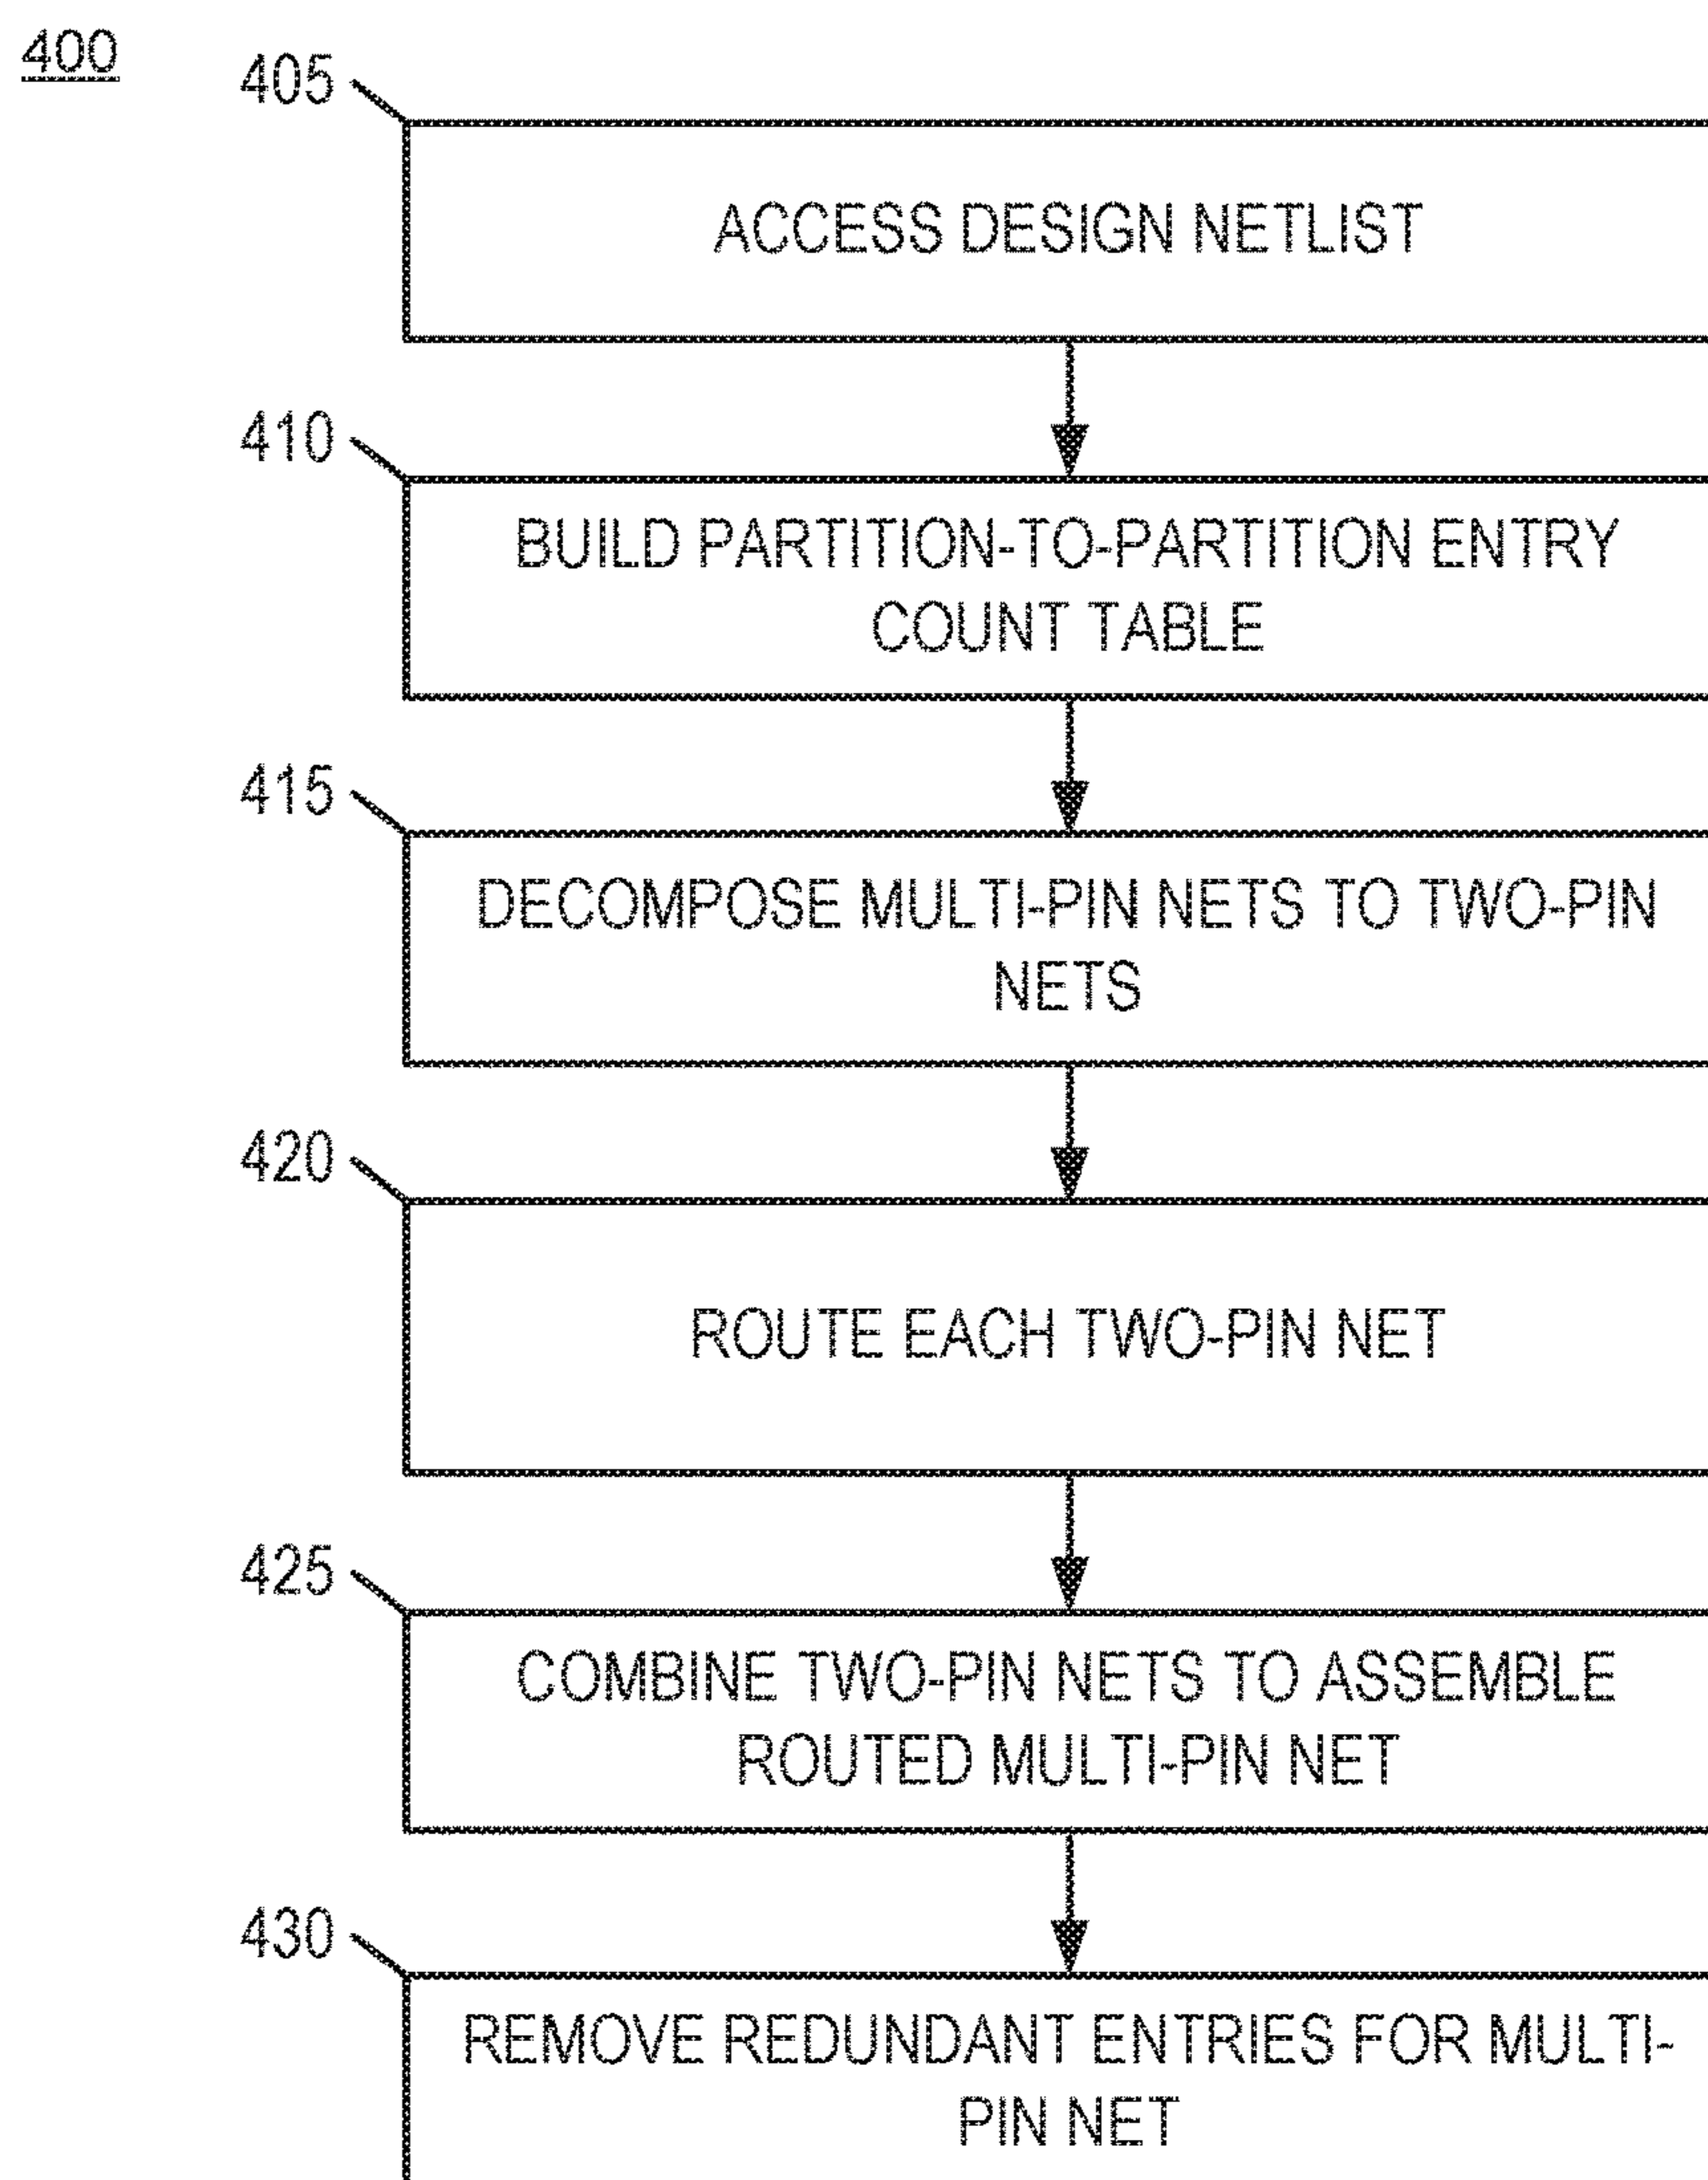 400
405
ACCESS DESIGN NETLIST
410
BUILD PARTITION-TO-PARTITION ENTRY
COUNT TABLE
415
DECOMPOSE MULTI-PIN NETS TO TWO-PIN
NETS
420
ROUTE EACH TWO-PIN NET
425
COMBINE TWO-PIN NETS TO ASSEMBLE
ROUTED MULTI-PIN NET
430
REMOVE REDUNDANT ENTRIES FOR MULTI-
PIN NET